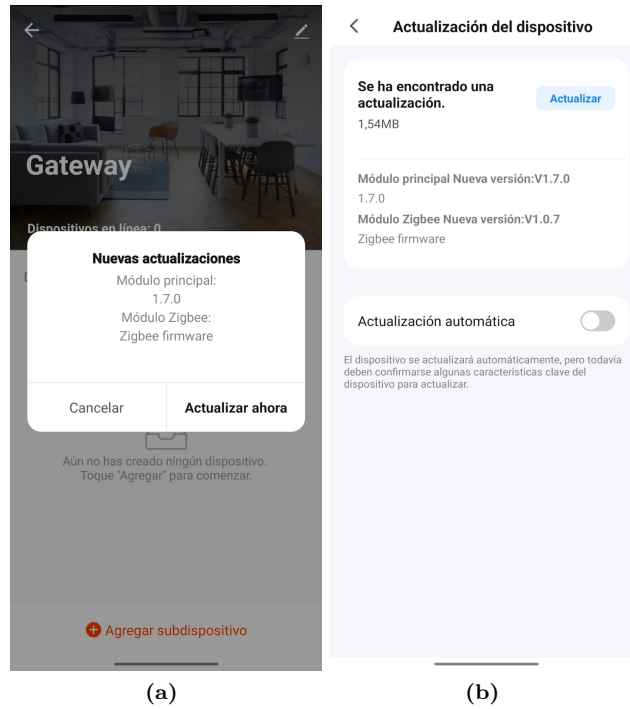 Gateway
Dispositivos en línea: 0
Nuevas actualizaciones
Módulo principal:
1.7.0
Módulo Zigbee:
Zigbee firmware
Cancelar
Actualizar ahora
Aún no has creado ningún dispositivo.
Toque "Agregar" para comenzar.
Agregar subdispositivo
(a)
Actualización del dispositivo
Se ha encontrado una
actualización.
Actualizar
1,54MB
Módulo principal Nueva versión:V1.7.0
1.7.0
Módulo Zigbee Nueva versión:V1.0.7
Zigbee firmware
Actualización automática
El dispositivo se actualizará automáticamente, pero todavía
deben confirmarse algunas características clave del
dispositivo para actualizar.
(b)